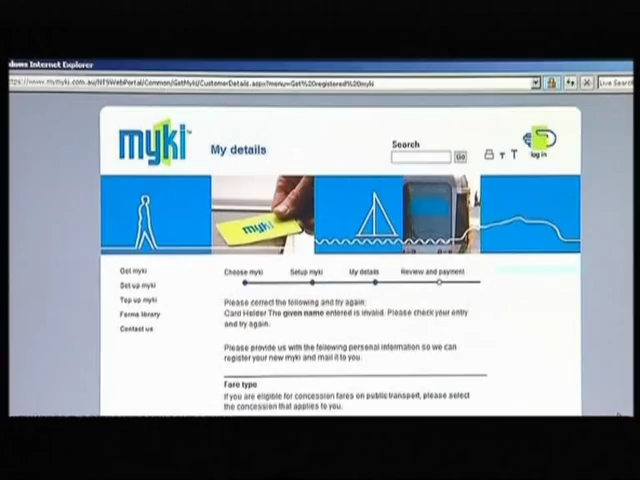 dows Internet Explorer
ttps://www.mymyki.com.au/NTSWebPortal/Common/GetMyki/CustomerDetails.aspx?menu=Get%20registered%20myki
Live Searc
myki™
My details
Search
Go
T T
log in
myki
Get myki
Set up myki
Top up myki
Forms library
Contact us
Choose myki Setup myki My details Review and payment
Please correct the following and try again:
Card Holder The given name entered is invalid. Please check your entry
and try again.
Please provide us with the following personal information so we can
register your new myki and mail it to you.
Fare type
If you are eligible for concession fares on public transport, please select
the concession that applies to you.